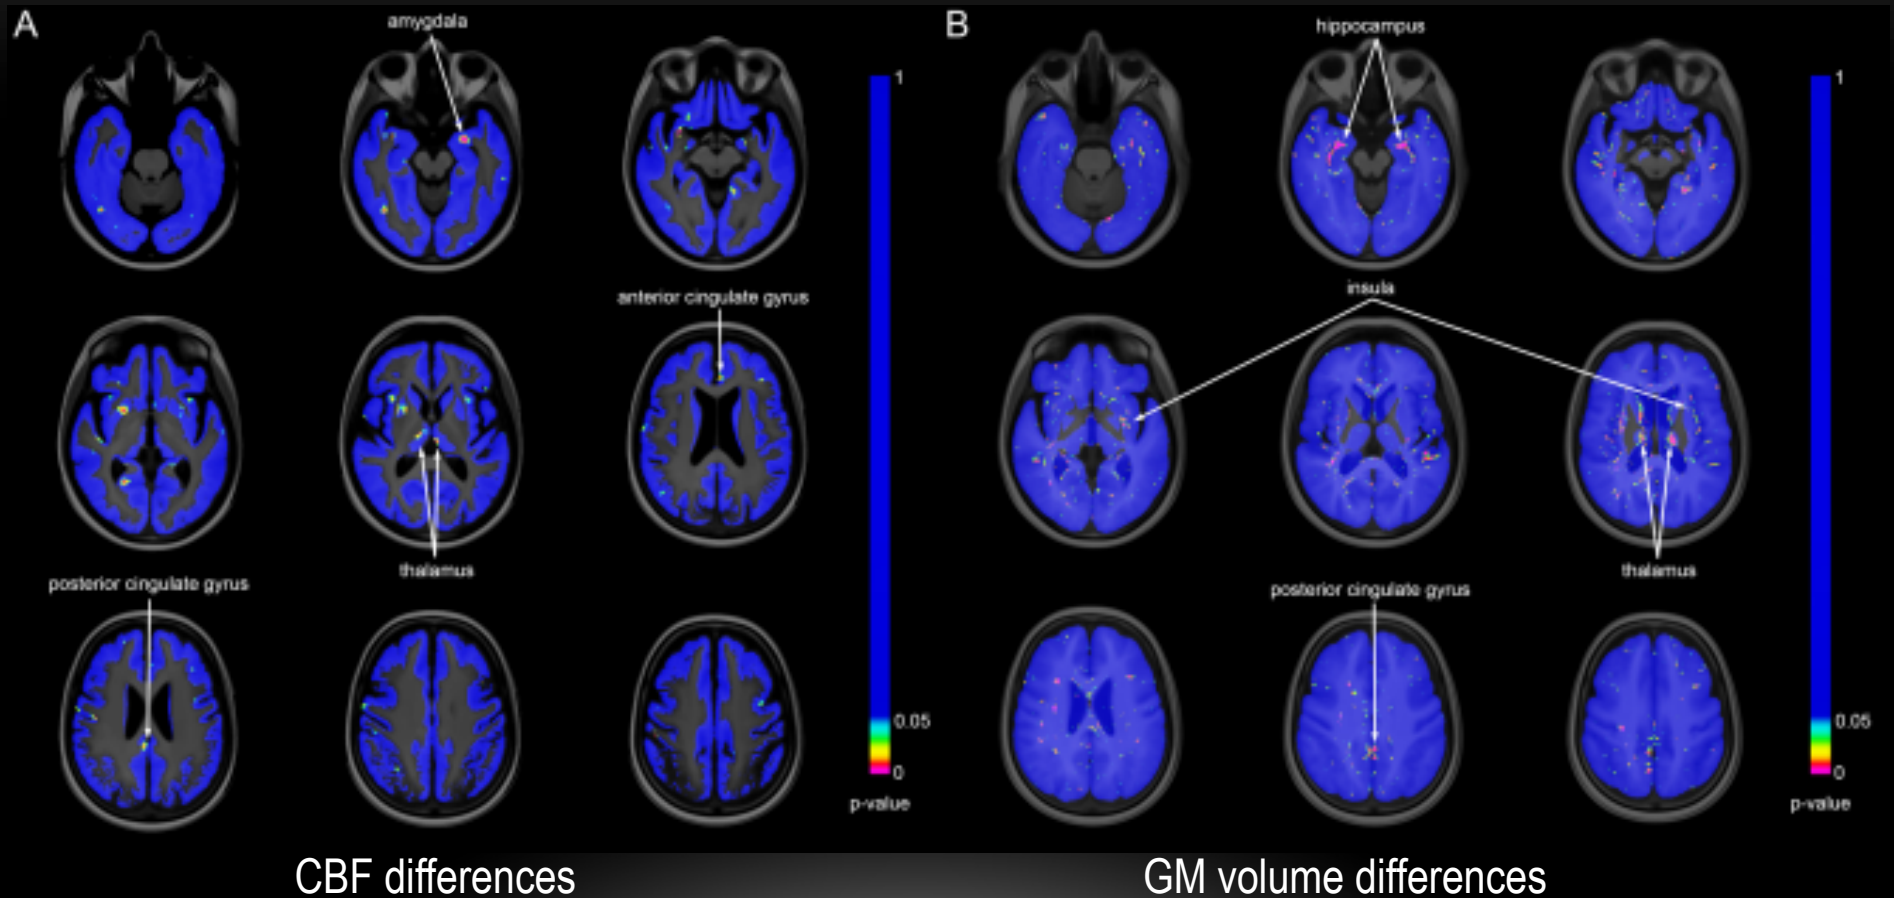 A
amygdala
anterior cingulate gyrus
thalamus
posterior cingulate gyrus
1
0.05
0
p-value
CBF differences
B
hippocampus
insula
thalamus
posterior cingulate gyrus
1
0.05
0
p-value
GM volume differences